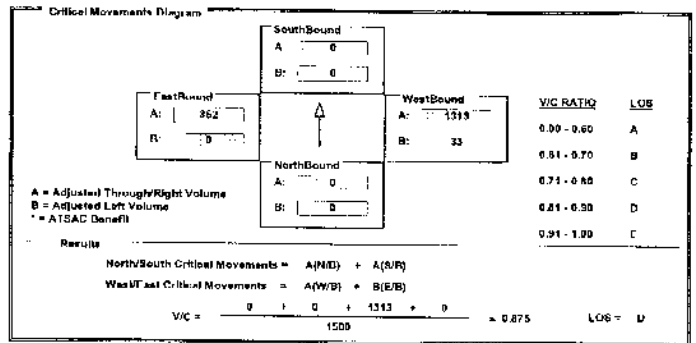 Critical Movements Diagram
SouthBound
A: 0
B: 0
EastBound
A: 362
B: 0
WestBound
A: 1313
B: 33
NorthBound
A: 0
B: 0
V/C RATIO LOS
0.00 - 0.60 A
0.61 - 0.70 B
0.71 - 0.80 C
0.81 - 0.90 D
0.91 - 1.00 E
A = Adjusted Through/Right Volume
B = Adjusted Left Volume
* = ATSAC Benefit
Results
North/South Critical Movements = A(N/B) + A(S/B)
West/East Critical Movements = A(W/B) + B(E/B)
V/C = 0 + 0 + 1313 + 0 = 0.875 LOS = D
1500